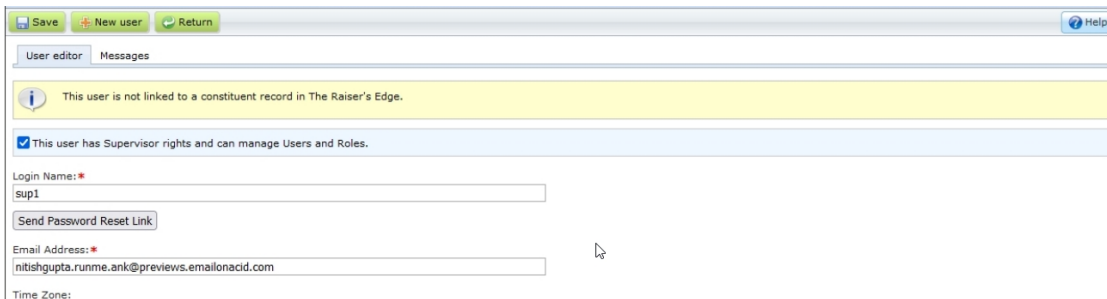 Save New user Return Help
User editor Messages
This user is not linked to a constituent record in The Raiser's Edge.
This user has Supervisor rights and can manage Users and Roles.
Login Name:*
sup1
Send Password Reset Link
Email Address:*
nitishgupta.runme.ank@previews.emailonacid.com
Time Zone: